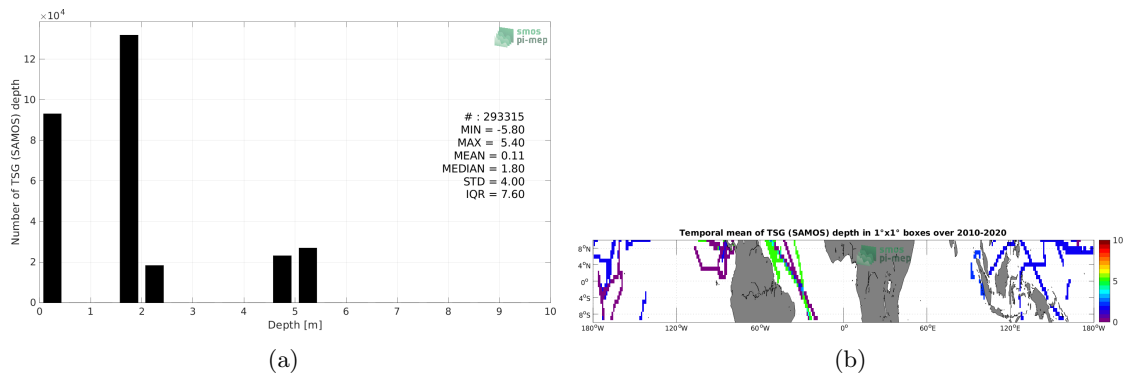 ×10⁴
smos
pi-mep
12
10
8
6
4
2
0
Number of TSG (SAMOS) depth
# : 293315
MIN = -5.80
MAX = 5.40
MEAN = 0.11
MEDIAN = 1.80
STD = 4.00
IQR = 7.60
0 1 2 3 4 5 6 7 8 9 10
Depth [m]
(a)
Temporal mean of TSG (SAMOS) depth in 1°x1° boxes over 2010-2020
8°N
4°N
0°
4°S
8°S
smos
pi-mep
180°W 120°W 60°W 0° 60°E 120°E 180°W
10
5
0
(b)